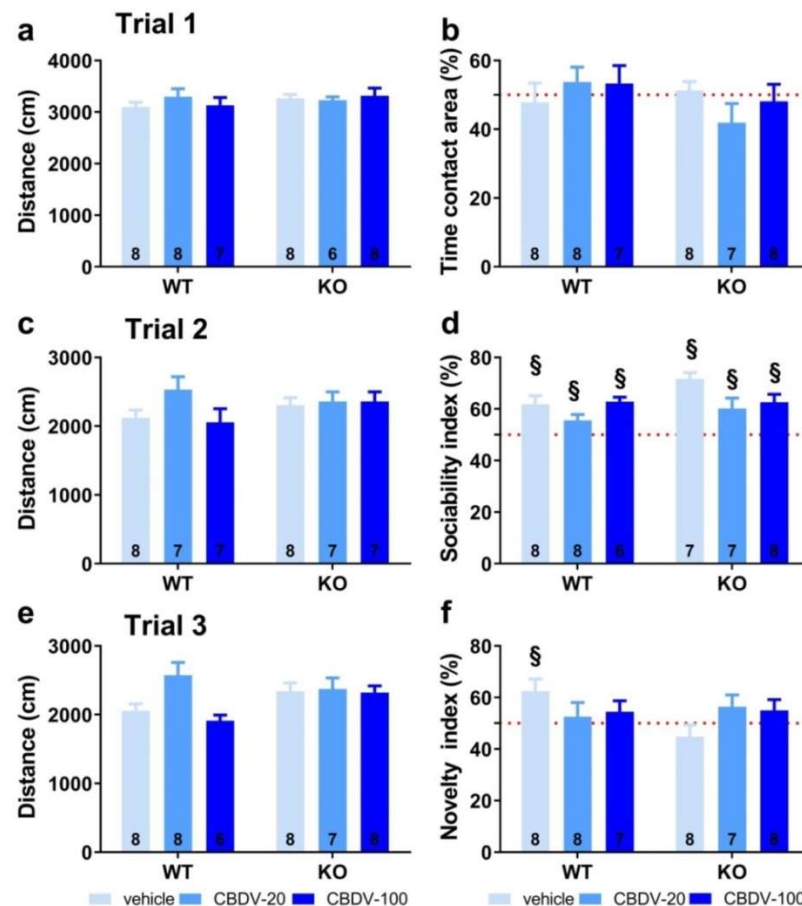 a Trial 1
Distance (cm)
4000
3000
2000
1000
0
8 8 7 8 6 8
WT KO
b
Time contact area (%)
60
40
20
0
8 8 7 8 7 8
WT KO
c Trial 2
Distance (cm)
3000
2000
1000
0
8 7 7 8 7 7
WT KO
d
Sociability index (%)
80
60
40
20
0
§ § § § § §
8 8 6 7 7 8
WT KO
e Trial 3
Distance (cm)
3000
2000
1000
0
8 8 6 8 7 8
WT KO
f
Novelty index (%)
80
60
40
20
0
§
8 8 7 8 7 8
WT KO
vehicle CBDV-20 CBDV-100
vehicle CBDV-20 CBDV-100